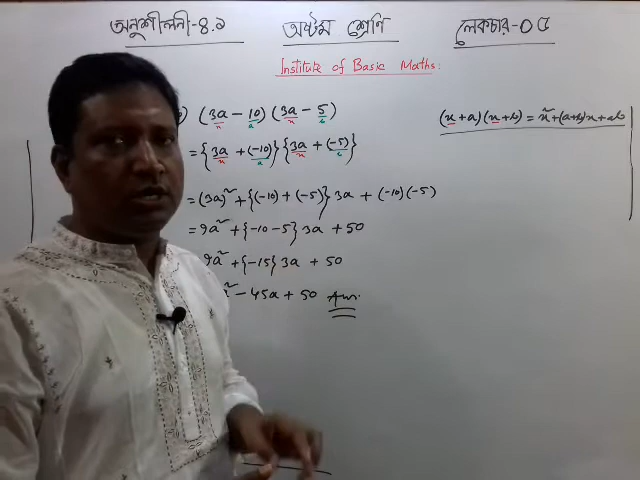 অনুশীলনী-৪.১ অষ্টম শ্রেণি লেকচার-০৫
Institute of Basic Maths:
(3a - 10) (3a - 5)
(x+a)(x+b) = x²+(a+b)x+ab
x a x b
= {3a + (-10)} {3a + (-5)}
x a x b
= (3a)² + {(-10) + (-5)} 3a + (-10)(-5)
= 9a² + {-10 - 5} 3a + 50
9a² + {-15} 3a + 50
² - 45a + 50 Ans.